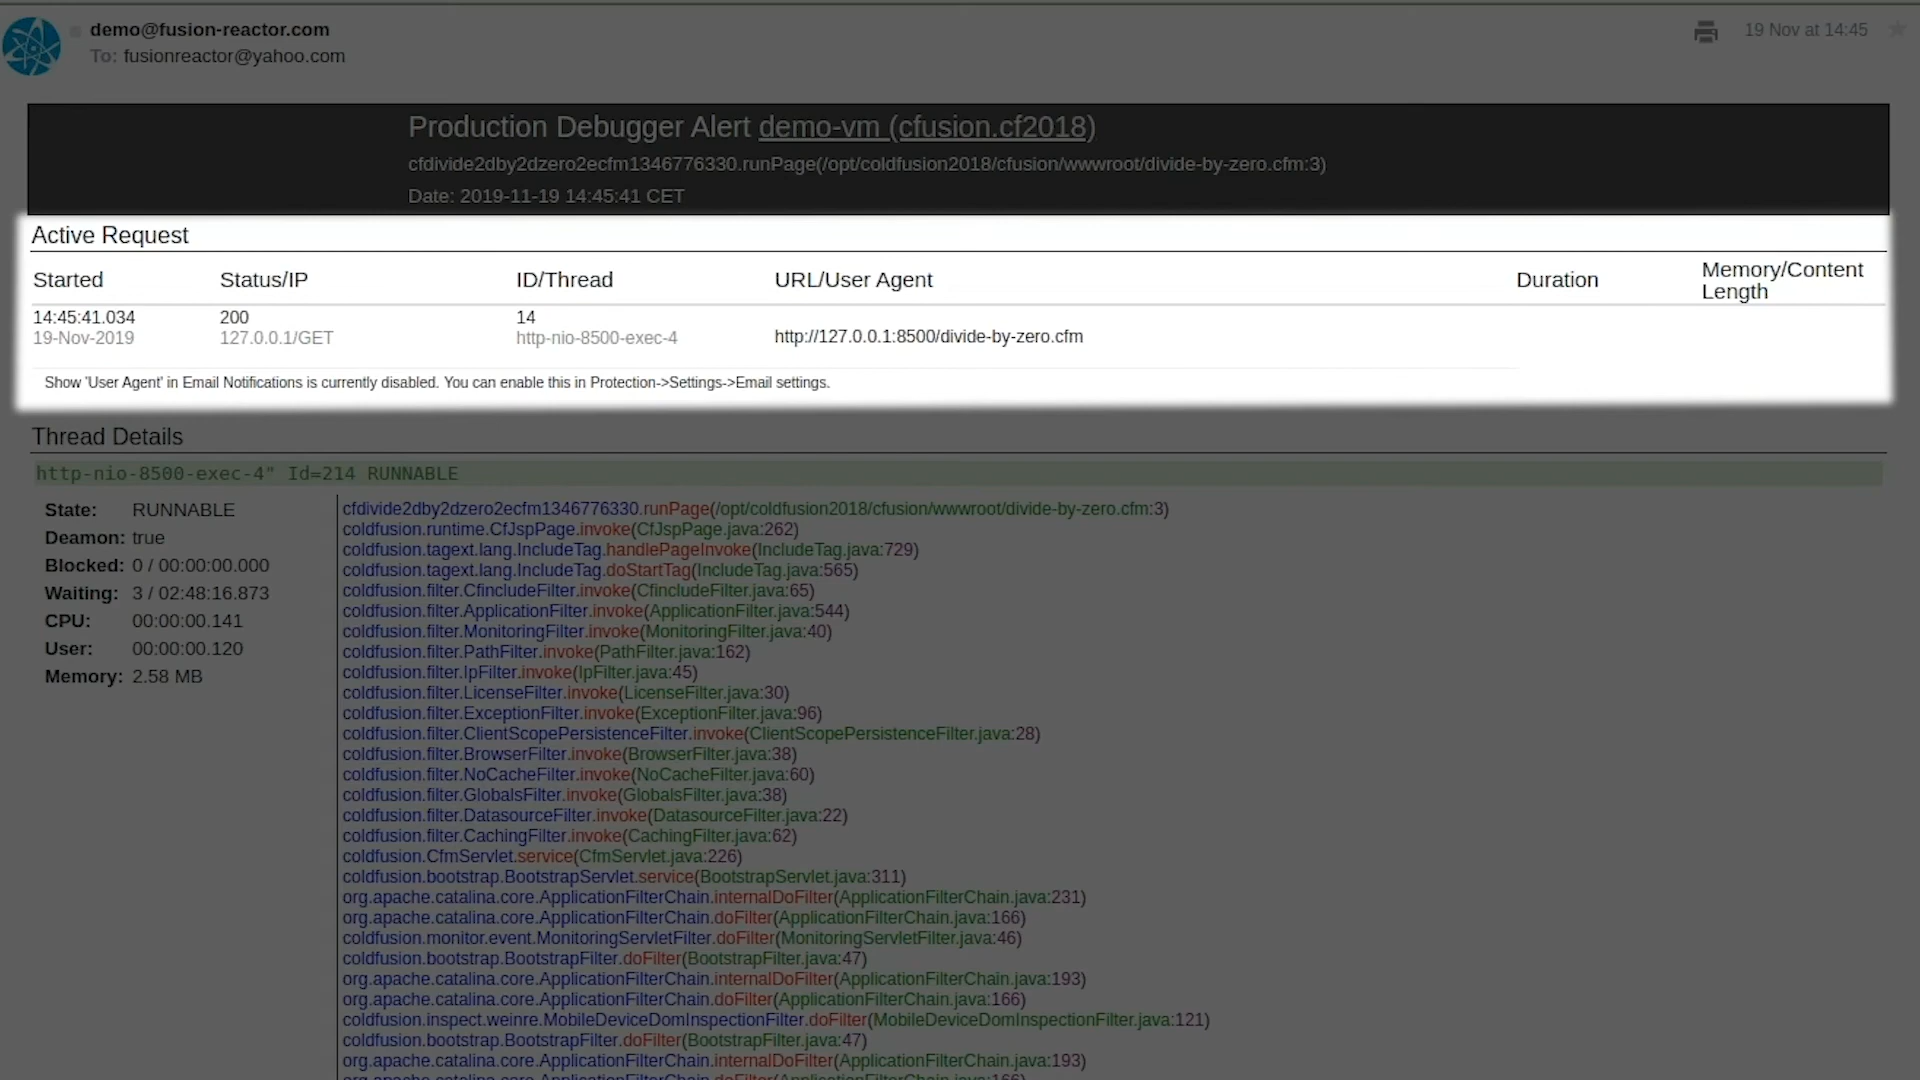 demo@fusion-reactor.com
19 Nov at 14:45
To: fusionreactor@yahoo.com
Production Debugger Alert demo-vm (cfusion.cf2018)
cfdivide2dby2dzero2ecfm1346776330.runPage(/opt/coldfusion2018/cfusion/wwwroot/divide-by-zero.cfm:3)
Date: 2019-11-19 14:45:41 CET
Active Request
Started Status/IP ID/Thread URL/User Agent Duration Memory/Content Length
14:45:41.034 200 14
19-Nov-2019 127.0.0.1/GET http-nio-8500-exec-4 http://127.0.0.1:8500/divide-by-zero.cfm
Show 'User Agent' in Email Notifications is currently disabled. You can enable this in Protection->Settings->Email settings.
Thread Details
http-nio-8500-exec-4" Id=214 RUNNABLE
State: RUNNABLE
Deamon: true
Blocked: 0 / 00:00:00.000
Waiting: 3 / 02:48:16.873
CPU: 00:00:00.141
User: 00:00:00.120
Memory: 2.58 MB
cfdivide2dby2dzero2ecfm1346776330.runPage(/opt/coldfusion2018/cfusion/wwwroot/divide-by-zero.cfm:3)
coldfusion.runtime.CfJspPage.invoke(CfJspPage.java:262)
coldfusion.tagext.lang.IncludeTag.handlePageInvoke(IncludeTag.java:729)
coldfusion.tagext.lang.IncludeTag.doStartTag(IncludeTag.java:565)
coldfusion.filter.CfincludeFilter.invoke(CfincludeFilter.java:65)
coldfusion.filter.ApplicationFilter.invoke(ApplicationFilter.java:544)
coldfusion.filter.MonitoringFilter.invoke(MonitoringFilter.java:40)
coldfusion.filter.PathFilter.invoke(PathFilter.java:162)
coldfusion.filter.IpFilter.invoke(IpFilter.java:45)
coldfusion.filter.LicenseFilter.invoke(LicenseFilter.java:30)
coldfusion.filter.ExceptionFilter.invoke(ExceptionFilter.java:96)
coldfusion.filter.ClientScopePersistenceFilter.invoke(ClientScopePersistenceFilter.java:28)
coldfusion.filter.BrowserFilter.invoke(BrowserFilter.java:38)
coldfusion.filter.NoCacheFilter.invoke(NoCacheFilter.java:60)
coldfusion.filter.GlobalsFilter.invoke(GlobalsFilter.java:38)
coldfusion.filter.DatasourceFilter.invoke(DatasourceFilter.java:22)
coldfusion.filter.CachingFilter.invoke(CachingFilter.java:62)
coldfusion.CfmServlet.service(CfmServlet.java:226)
coldfusion.bootstrap.BootstrapServlet.service(BootstrapServlet.java:311)
org.apache.catalina.core.ApplicationFilterChain.internalDoFilter(ApplicationFilterChain.java:231)
org.apache.catalina.core.ApplicationFilterChain.doFilter(ApplicationFilterChain.java:166)
coldfusion.monitor.event.MonitoringServletFilter.doFilter(MonitoringServletFilter.java:46)
coldfusion.bootstrap.BootstrapFilter.doFilter(BootstrapFilter.java:47)
org.apache.catalina.core.ApplicationFilterChain.internalDoFilter(ApplicationFilterChain.java:193)
org.apache.catalina.core.ApplicationFilterChain.doFilter(ApplicationFilterChain.java:166)
coldfusion.inspect.weinre.MobileDeviceDomInspectionFilter.doFilter(MobileDeviceDomInspectionFilter.java:121)
coldfusion.bootstrap.BootstrapFilter.doFilter(BootstrapFilter.java:47)
org.apache.catalina.core.ApplicationFilterChain.internalDoFilter(ApplicationFilterChain.java:193)